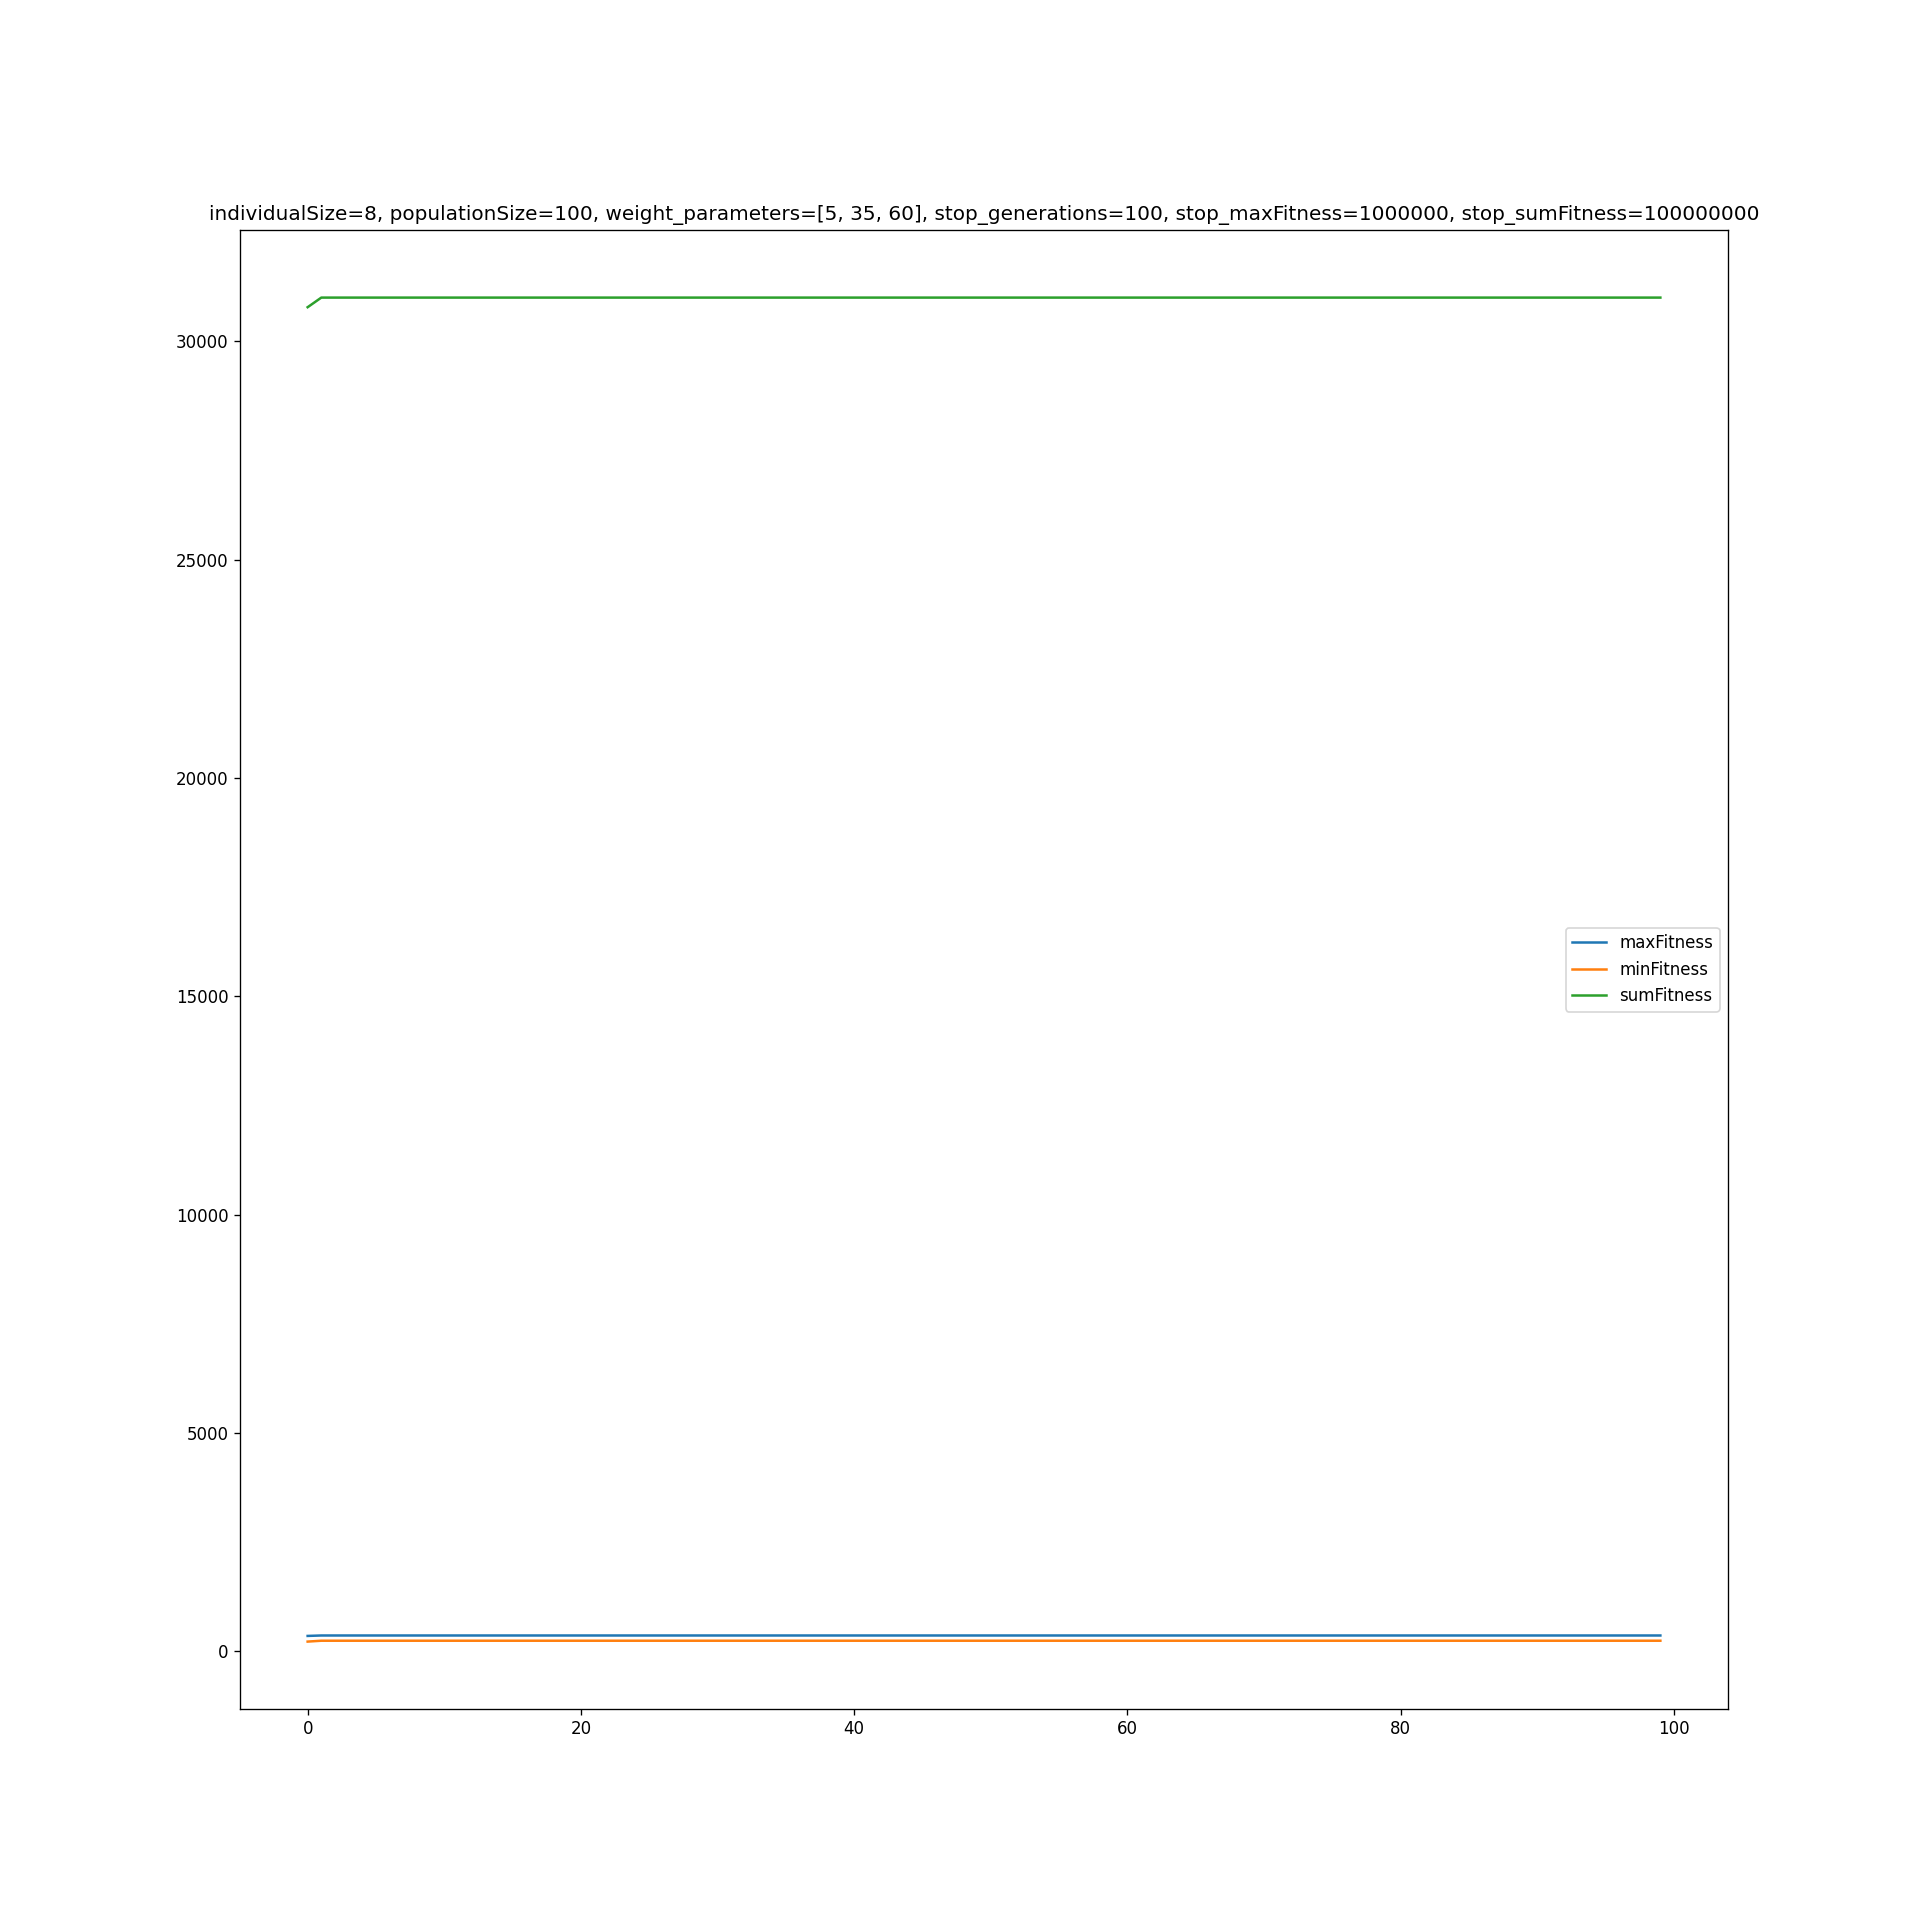 individualSize=8, populationSize=100, weight_parameters=[5, 35, 60], stop_generations=100, stop_maxFitness=1000000, stop_sumFitness=100000000
30000
25000
20000
15000
10000
5000
0
maxFitness
minFitness
sumFitness
0 20 40 60 80 100